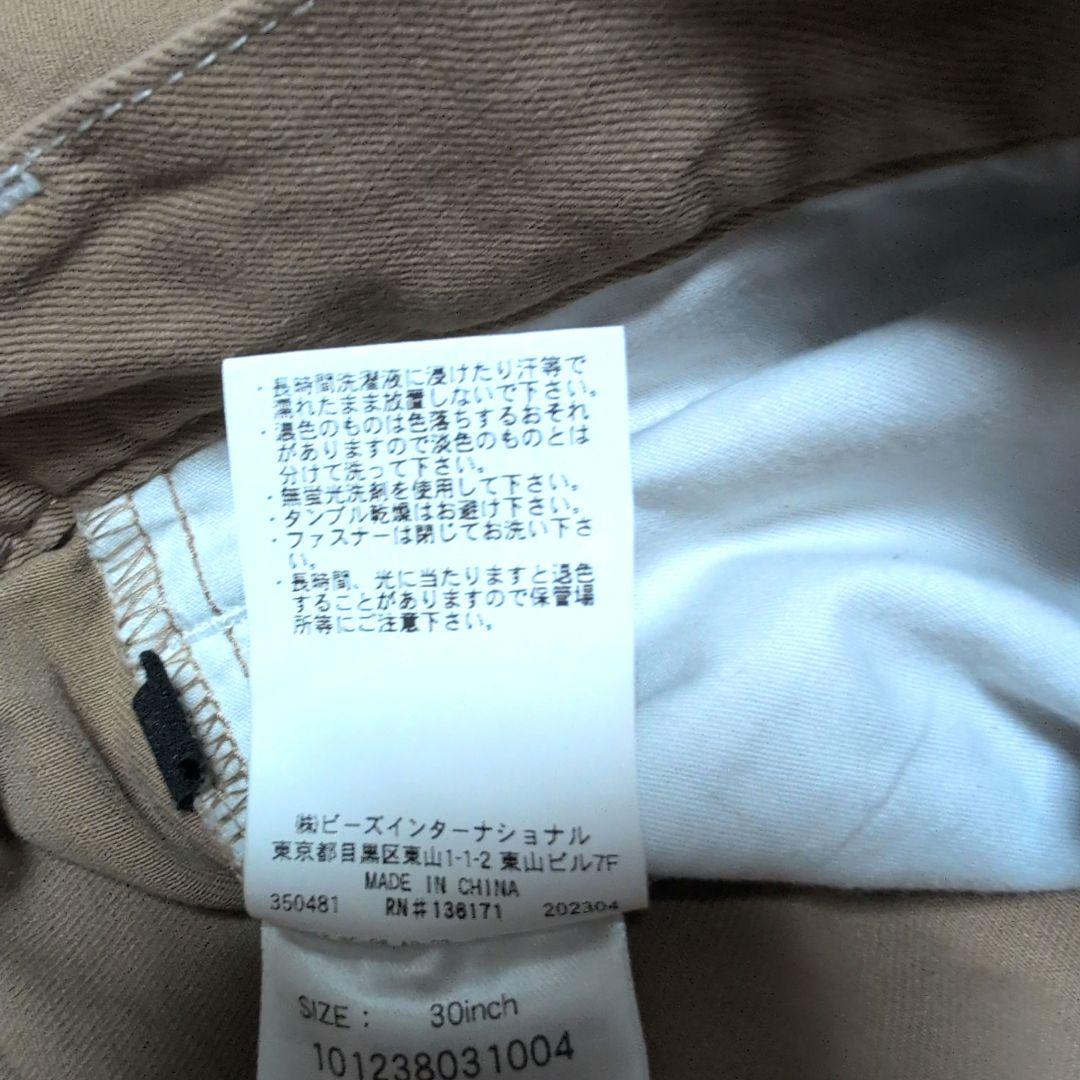 ・長時間洗濯液に浸けたり汗等で
濡れたまま放置しないで下さい。
・濃色のものは色落ちするおそれ
がありますので淡色のものとは
分けて洗って下さい。
・無蛍光洗剤を使用して下さい。
・タンブル乾燥はお避け下さい。
・ファスナーは閉じてお洗い下さ
い。
・長時間、光に当たりますと退色
することがありますので保管場
所等にご注意下さい。
㈱ビーズインターナショナル
東京都目黒区東山1-1-2 東山ビル7F
MADE IN CHINA
350481 RN#138171 202304
SIZE : 30inch
101238031004